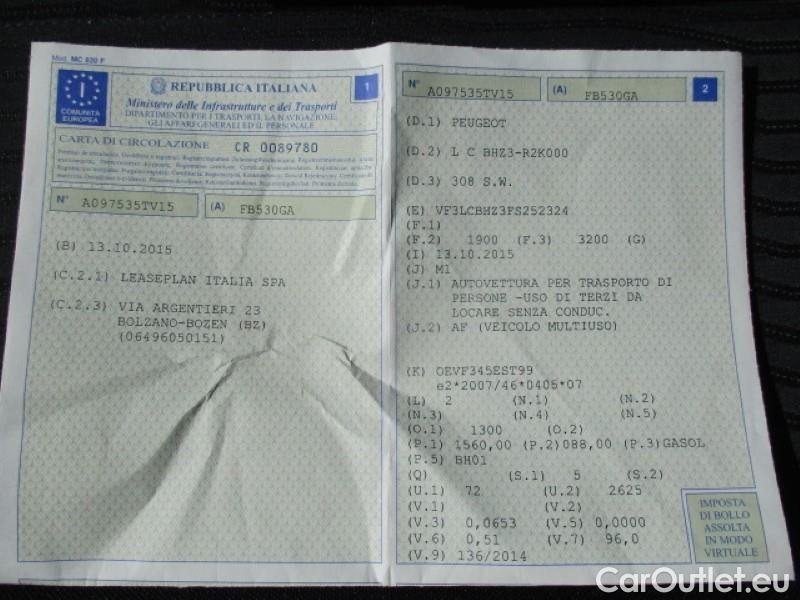 Mod. MC 820 F
I
COMUNITÀ
EUROPEA
REPUBBLICA ITALIANA
1
Ministero delle Infrastrutture e dei Trasporti
DIPARTIMENTO PER I TRASPORTI, LA NAVIGAZIONE,
GLI AFFARI GENERALI ED IL PERSONALE
CARTA DI CIRCOLAZIONE CR 0089780
N° A097535TV15 (A) FB530GA
(B) 13.10.2015
(C.2.1) LEASEPLAN ITALIA SPA
(C.2.3) VIA ARGENTIERI 23
BOLZANO-BOZEN (BZ)
(06496050151)
N° A097535TV15 (A) FB530GA 2
(D.1) PEUGEOT
(D.2) L C BHZ3-R2K000
(D.3) 308 S.W.
(E) VF3LCBHZ3FS252324
(F.1)
(F.2) 1900 (F.3) 3200 (G)
(I) 13.10.2015
(J) M1
(J.1) AUTOVETTURA PER TRASPORTO DI
PERSONE -USO DI TERZI DA
LOCARE SENZA CONDUC.
(J.2) AF (VEICOLO MULTIUSO)
(K) OEVF345EST99
e2*2007/46*0405*07
(L) 2 (N.1) (N.2)
(N.3) (N.4) (N.5)
(O.1) 1300 (O.2)
(P.1) 1560,00 (P.2)088,00 (P.3)GASOL
(P.5) BH01
(Q) (S.1) 5 (S.2)
(U.1) 72 (U.2) 2625
(V.1) (V.2)
(V.3) 0,0653 (V.5) 0,0000
(V.6) 0,51 (V.7) 96,0
(V.9) 136/2014
IMPOSTA
DI BOLLO
ASSOLTA
IN MODO
VIRTUALE
CarOutlet.eu